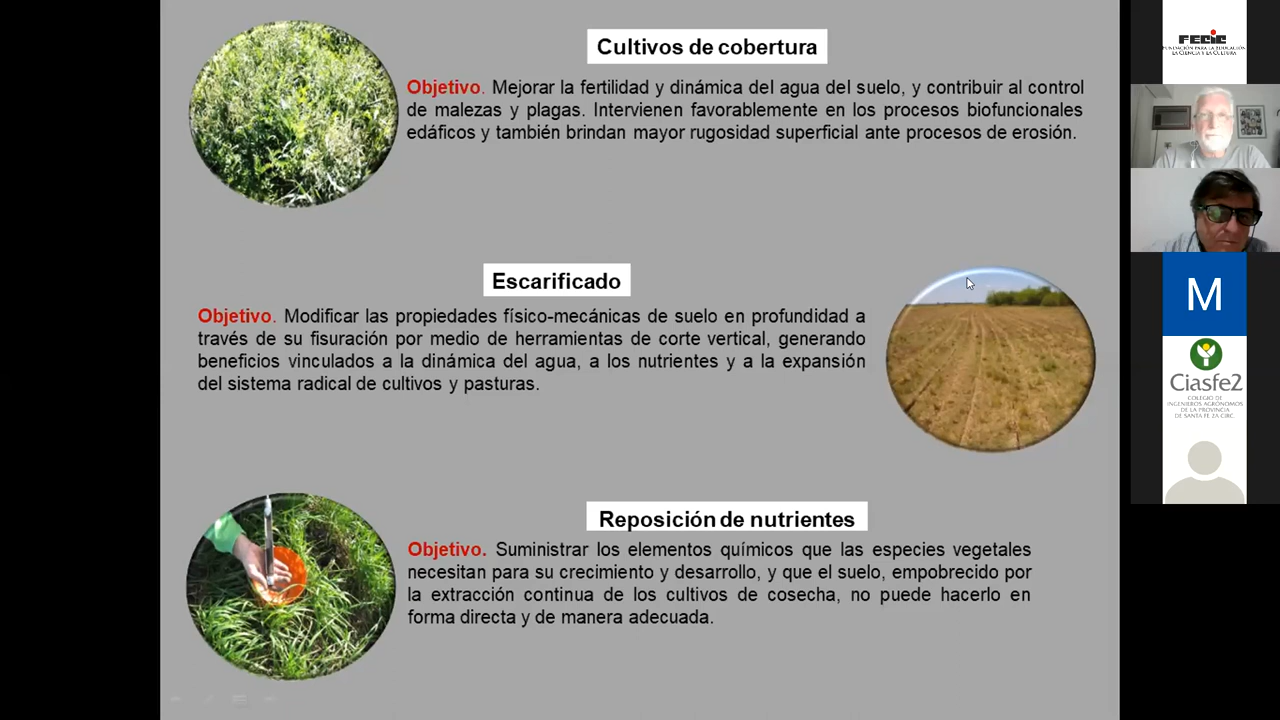 Cultivos de cobertura
Objetivo. Mejorar la fertilidad y dinámica del agua del suelo, y contribuir al control
de malezas y plagas. Intervienen favorablemente en los procesos biofuncionales
edáficos y también brindan mayor rugosidad superficial ante procesos de erosión.
Escarificado
Objetivo. Modificar las propiedades físico-mecánicas de suelo en profundidad a
través de su fisuración por medio de herramientas de corte vertical, generando
beneficios vinculados a la dinámica del agua, a los nutrientes y a la expansión
del sistema radical de cultivos y pasturas.
Reposición de nutrientes
Objetivo. Suministrar los elementos químicos que las especies vegetales
necesitan para su crecimiento y desarrollo, y que el suelo, empobrecido por
la extracción continua de los cultivos de cosecha, no puede hacerlo en
forma directa y de manera adecuada.
FECIC
FUNDACIÓN PARA LA EDUCACIÓN,
LA CIENCIA Y LA CULTURA
M
Ciasfe2
COLEGIO DE
INGENIEROS AGRÓNOMOS
DE LA PROVINCIA
DE SANTA FE 2A CIRC.